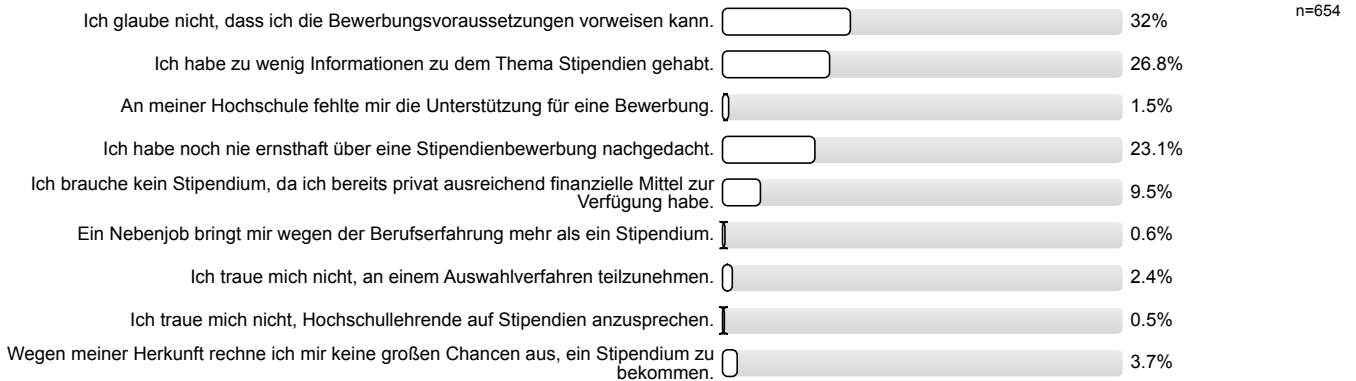 Ich glaube nicht, dass ich die Bewerbungsvoraussetzungen vorweisen kann. 32% n=654
Ich habe zu wenig Informationen zu dem Thema Stipendien gehabt. 26.8%
An meiner Hochschule fehlte mir die Unterstützung für eine Bewerbung. 1.5%
Ich habe noch nie ernsthaft über eine Stipendienbewerbung nachgedacht. 23.1%
Ich brauche kein Stipendium, da ich bereits privat ausreichend finanzielle Mittel zur
Verfügung habe. 9.5%
Ein Nebenjob bringt mir wegen der Berufserfahrung mehr als ein Stipendium. 0.6%
Ich traue mich nicht, an einem Auswahlverfahren teilzunehmen. 2.4%
Ich traue mich nicht, Hochschullehrende auf Stipendien anzusprechen. 0.5%
Wegen meiner Herkunft rechne ich mir keine großen Chancen aus, ein Stipendium zu
bekommen. 3.7%